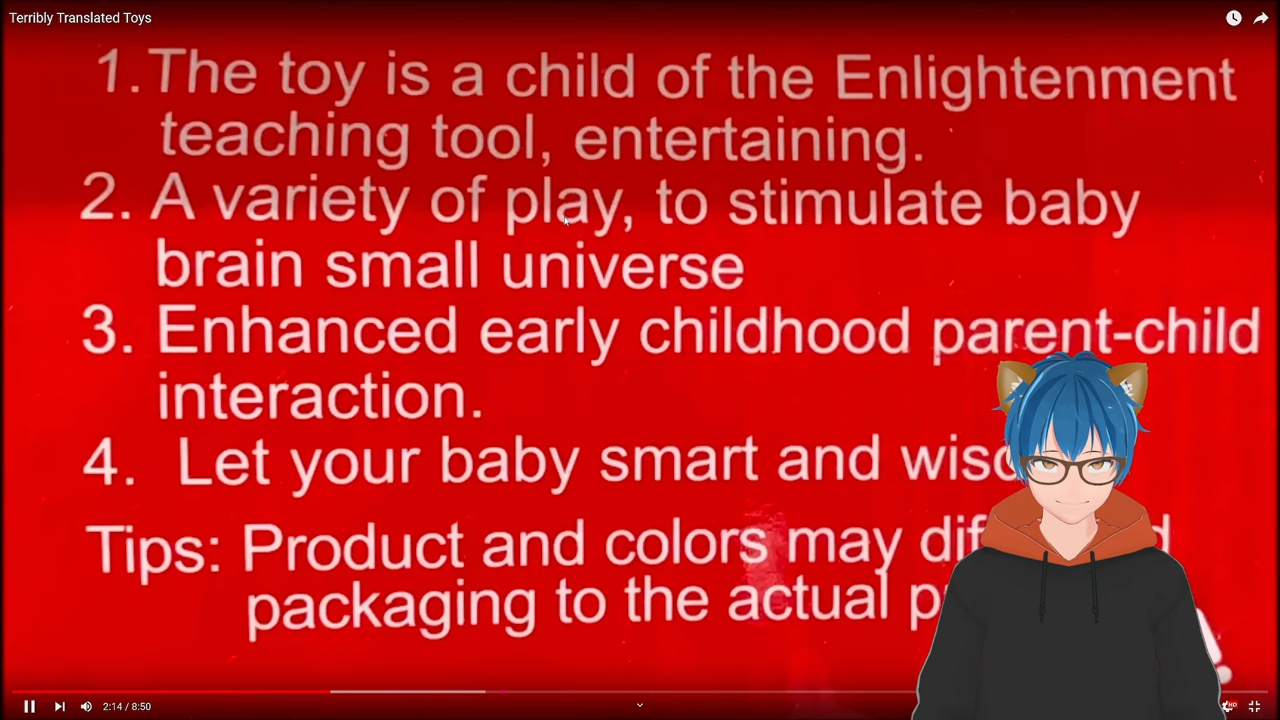 Terribly Translated Toys
1.The toy is a child of the Enlightenment
teaching tool, entertaining.
2. A variety of play, to stimulate baby
brain small universe
3. Enhanced early childhood parent-child
interaction.
4. Let your baby smart and
Tips: Product and colors may
packaging to the actual
2:14 / 8:50
HD